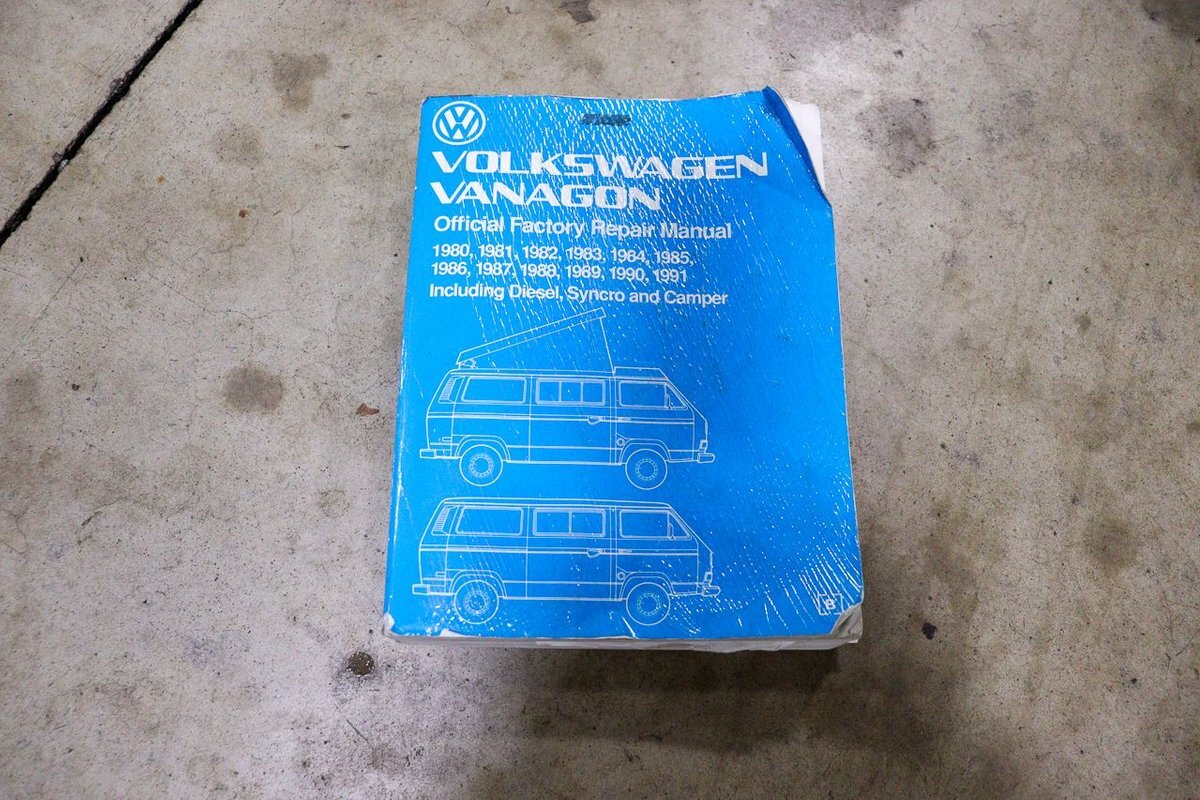 VOLKSWAGEN
VANAGON
Official Factory Repair Manual
1980, 1981, 1982, 1983, 1984, 1985,
1986, 1987, 1988, 1989, 1990, 1991
Including Diesel, Syncro and Camper
B